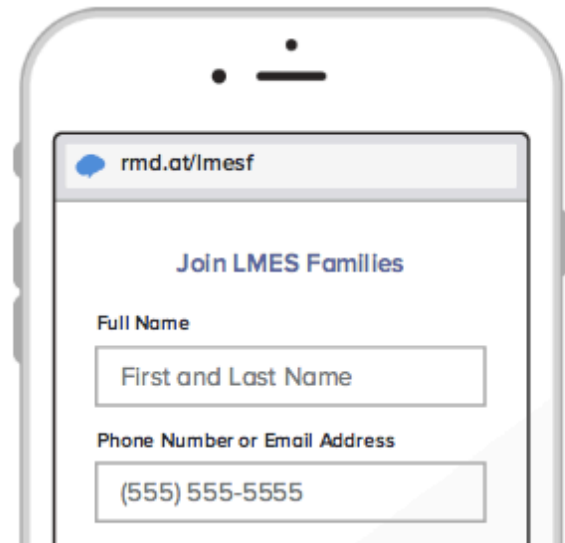 rmd.at/lmesf
Join LMES Families
Full Name
First and Last Name
Phone Number or Email Address
(555) 555-5555